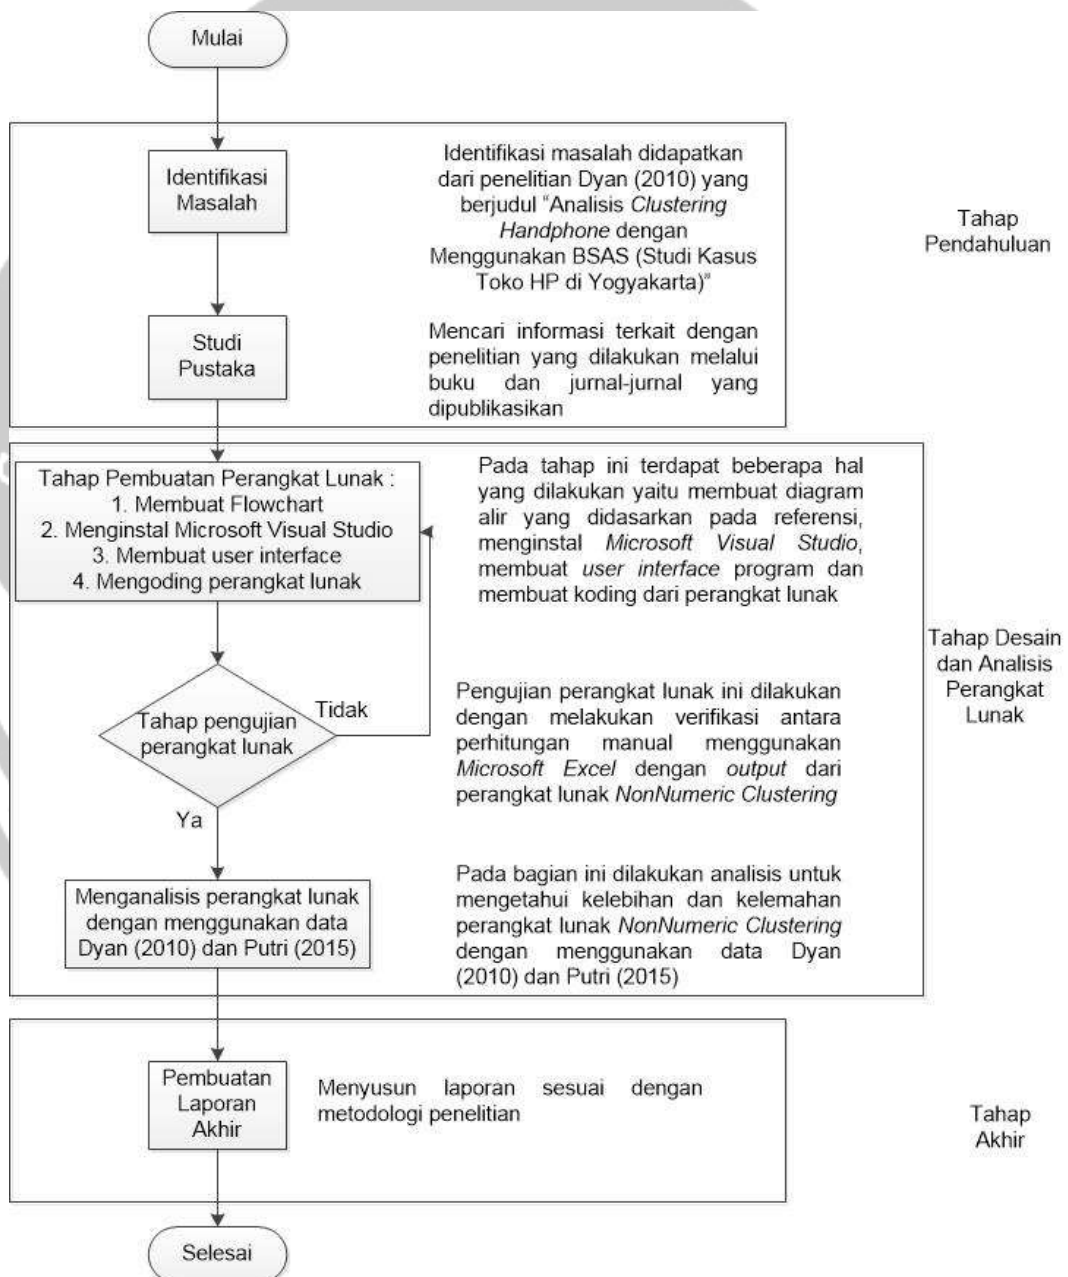 Mulai
Identifikasi
Masalah
Identifikasi masalah didapatkan
dari penelitian Dyan (2010) yang
berjudul “Analisis Clustering
Handphone dengan
Menggunakan BSAS (Studi Kasus
Toko HP di Yogyakarta)”
Tahap
Pendahuluan
Studi
Pustaka
Mencari informasi terkait dengan
penelitian yang dilakukan melalui
buku dan jurnal-jurnal yang
dipublikasikan
Tahap Pembuatan Perangkat Lunak :
1. Membuat Flowchart
2. Menginstal Microsoft Visual Studio
3. Membuat user interface
4. Mengoding perangkat lunak
Pada tahap ini terdapat beberapa hal
yang dilakukan yaitu membuat diagram
alir yang didasarkan pada referensi,
menginstal Microsoft Visual Studio,
membuat user interface program dan
membuat koding dari perangkat lunak
Tahap Desain
dan Analisis
Perangkat
Lunak
Tahap pengujian
perangkat lunak
Tidak
Ya
Pengujian perangkat lunak ini dilakukan
dengan melakukan verifikasi antara
perhitungan manual menggunakan
Microsoft Excel dengan output dari
perangkat lunak NonNumeric Clustering
Menganalisis perangkat lunak
dengan menggunakan data
Dyan (2010) dan Putri (2015)
Pada bagian ini dilakukan analisis untuk
mengetahui kelebihan dan kelemahan
perangkat lunak NonNumeric Clustering
dengan menggunakan data Dyan
(2010) dan Putri (2015)
Pembuatan
Laporan
Akhir
Menyusun laporan sesuai dengan
metodologi penelitian
Tahap
Akhir
Selesai